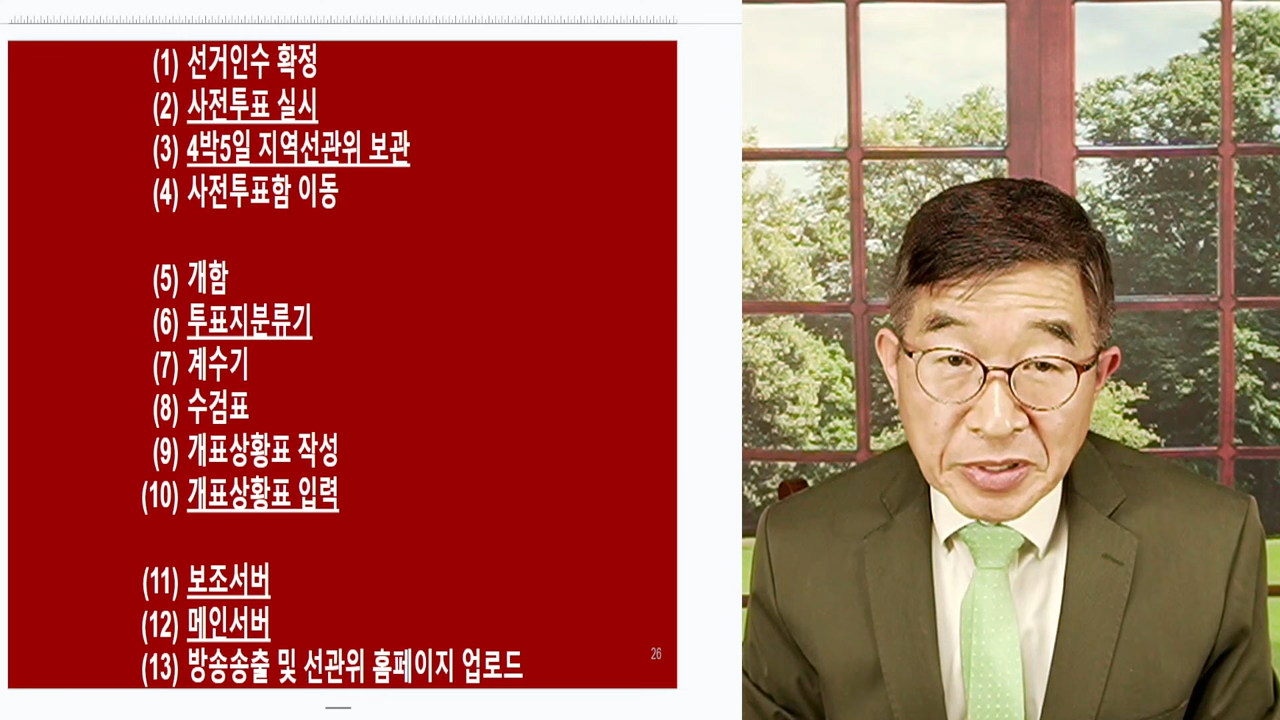 (1) 선거인수 확정
(2) 사전투표 실시
(3) 4박5일 지역선관위 보관
(4) 사전투표함 이동
(5) 개함
(6) 투표지분류기
(7) 계수기
(8) 수검표
(9) 개표상황표 작성
(10) 개표상황표 입력
(11) 보조서버
(12) 메인서버
(13) 방송송출 및 선관위 홈페이지 업로드
26